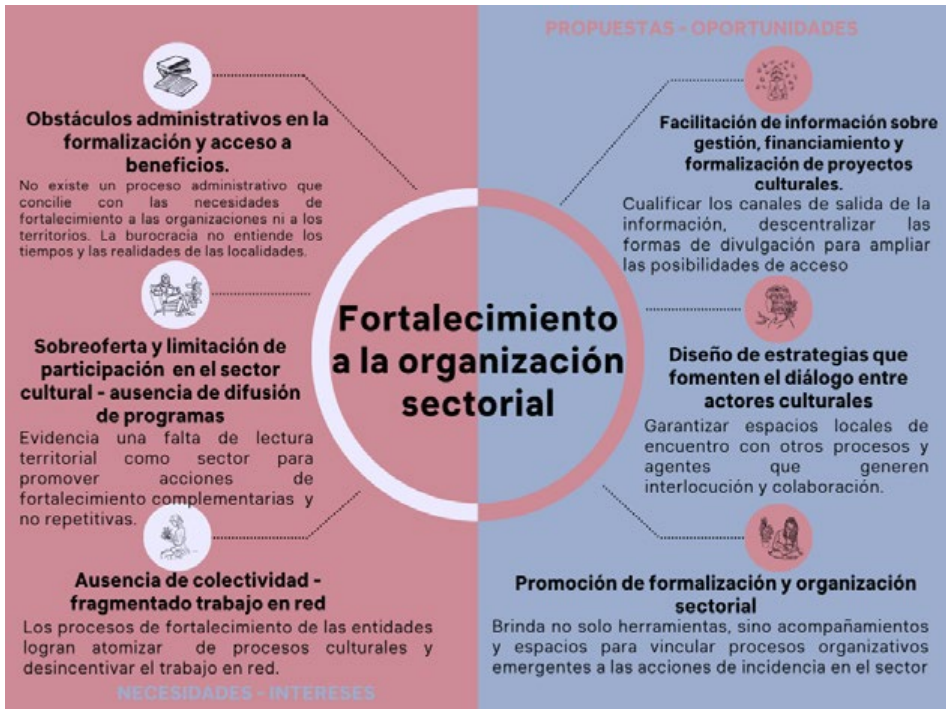 Obstáculos administrativos en la
formalización y acceso a
beneficios.
No existe un proceso administrativo que
concilie con las necesidades de
fortalecimiento a las organizaciones ni a los
territorios. La burocracia no entiende los
tiempos y las realidades de las localidades.
Sobreoferta y limitación de
participación en el sector
cultural - ausencia de difusión
de programas
Evidencia una falta de lectura
territorial como sector para
promover acciones de
fortalecimiento complementarias y
no repetitivas.
Ausencia de colectividad -
fragmentado trabajo en red
Los procesos de fortalecimiento de las entidades
logran atomizar de procesos culturales y
desincentivar el trabajo en red.
NECESIDADES - INTERESES
Fortalecimiento
a la organización
sectorial
PROPUESTAS - OPORTUNIDADES
Facilitación de información sobre
gestión, financiamiento y
formalización de proyectos
culturales.
Cualificar los canales de salida de la
información, descentralizar las
formas de divulgación para ampliar
las posibilidades de acceso
Diseño de estrategias que
fomenten el diálogo entre
actores culturales
Garantizar espacios locales de
encuentro con otros procesos y
agentes que generen
interlocución y colaboración.
Promoción de formalización y organización
sectorial
Brinda no solo herramientas, sino acompañamientos
y espacios para vincular procesos organizativos
emergentes a las acciones de incidencia en el sector